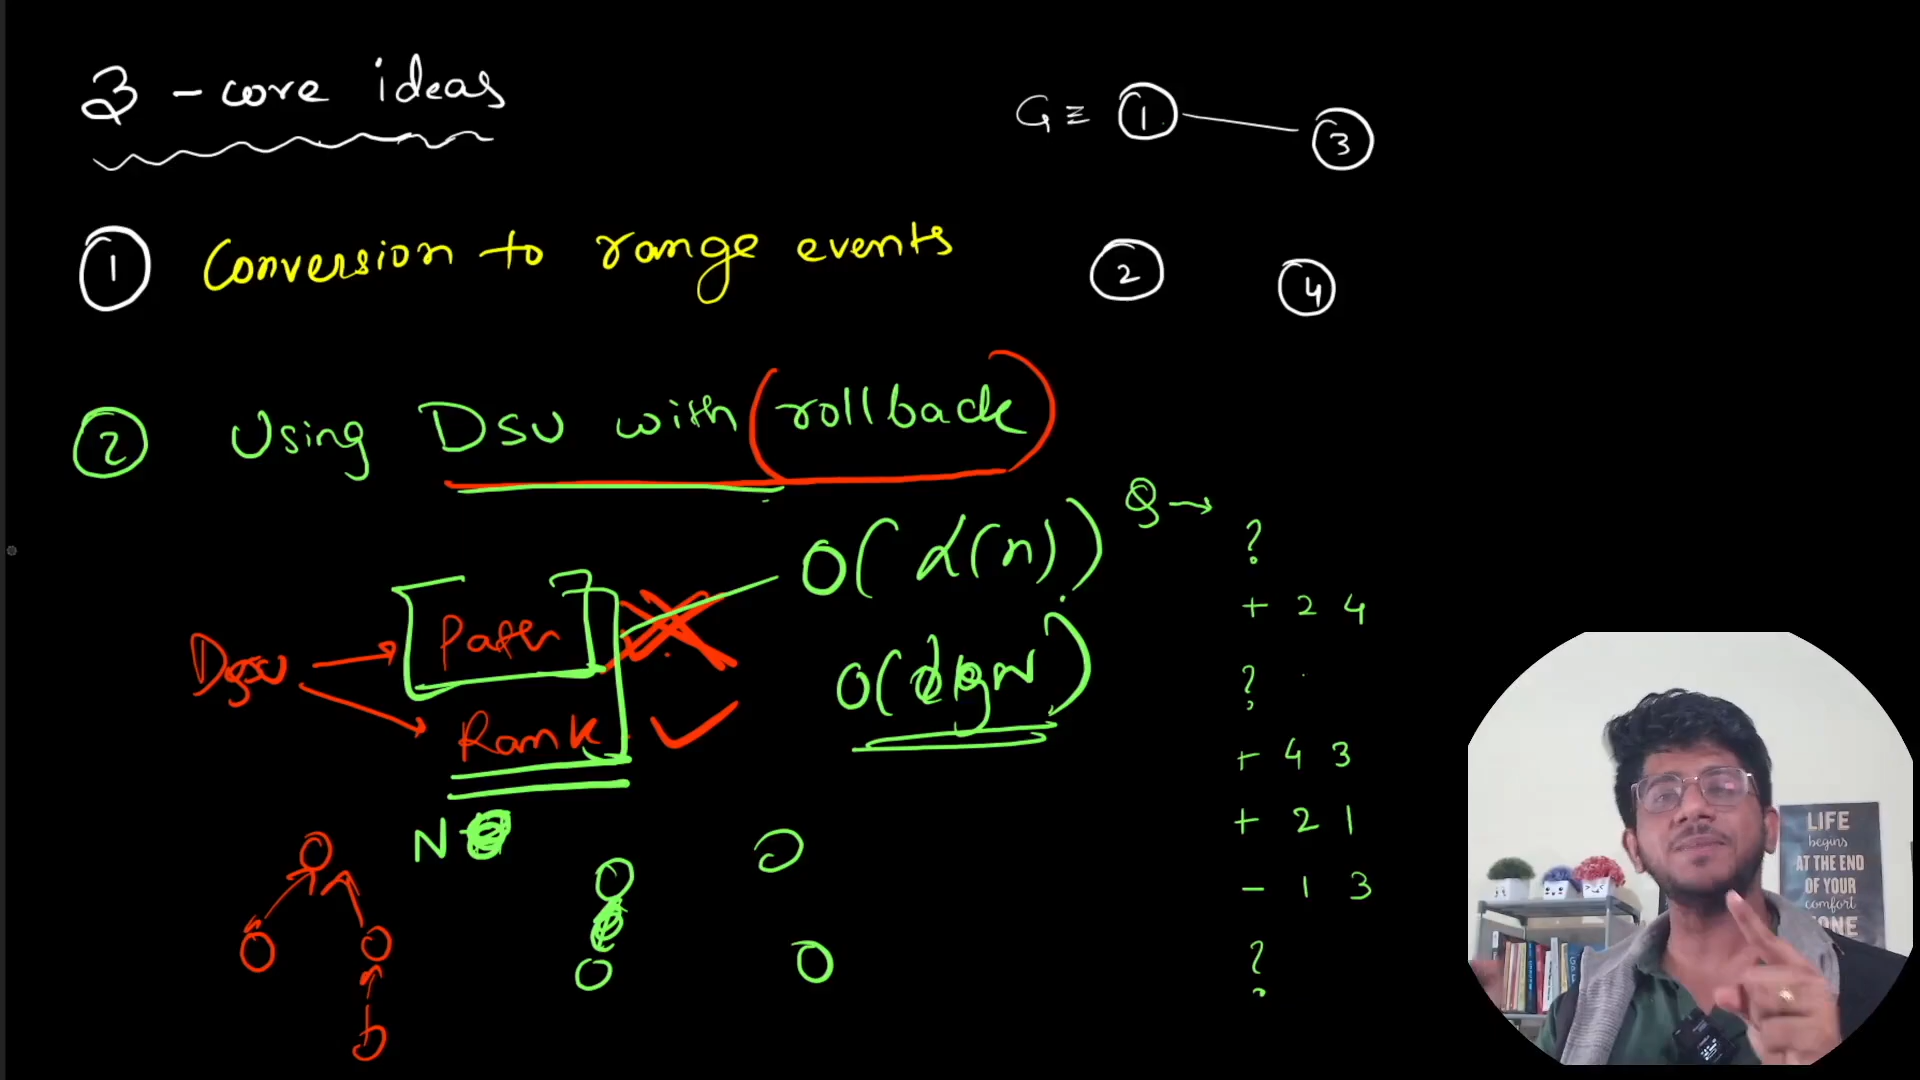 3 - core ideas
G ≡ 1 3
1 Conversion to range events
2 4
2 Using DSU with (rollback)
Q →
O(α(n))
?
+ 2 4
Path
O(logN)
?
Rank
+ 4 3
N
+ 2 1
- 1 3
?
LIFE
begins
AT THE END
OF YOUR
comfort